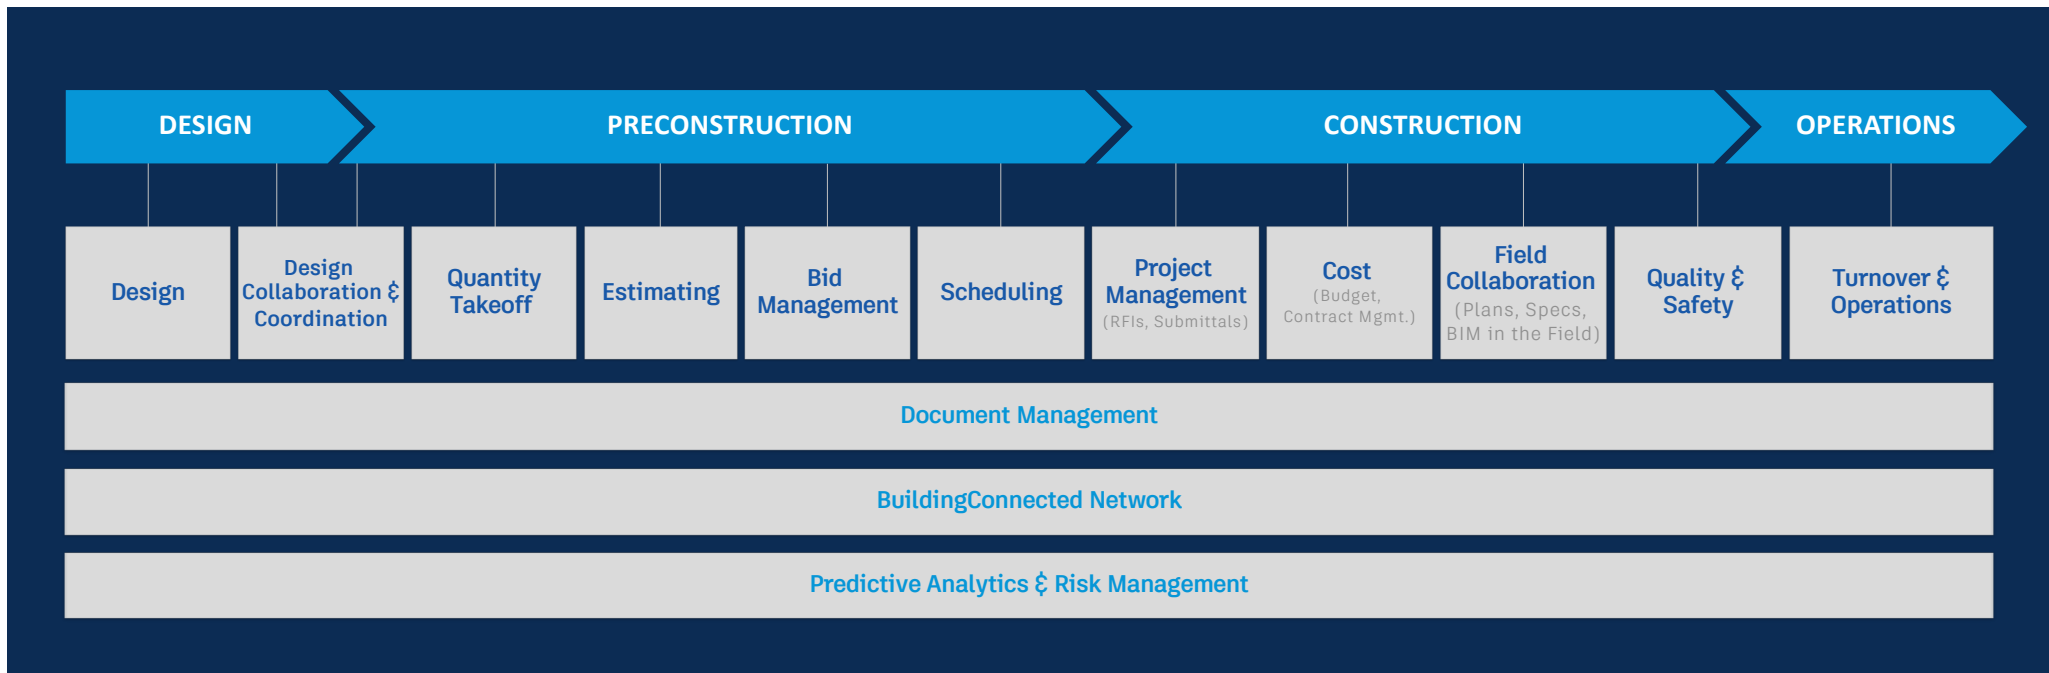 DESIGN
PRECONSTRUCTION
CONSTRUCTION
OPERATIONS
Design
Design
Collaboration &
Coordination
Quantity
Takeoff
Estimating
Bid
Management
Scheduling
Project
Management
(RFIs, Submittals)
Cost
(Budget,
Contract Mgmt.)
Field
Collaboration
(Plans, Specs,
BIM in the Field)
Quality &
Safety
Turnover &
Operations
Document Management
BuildingConnected Network
Predictive Analytics & Risk Management